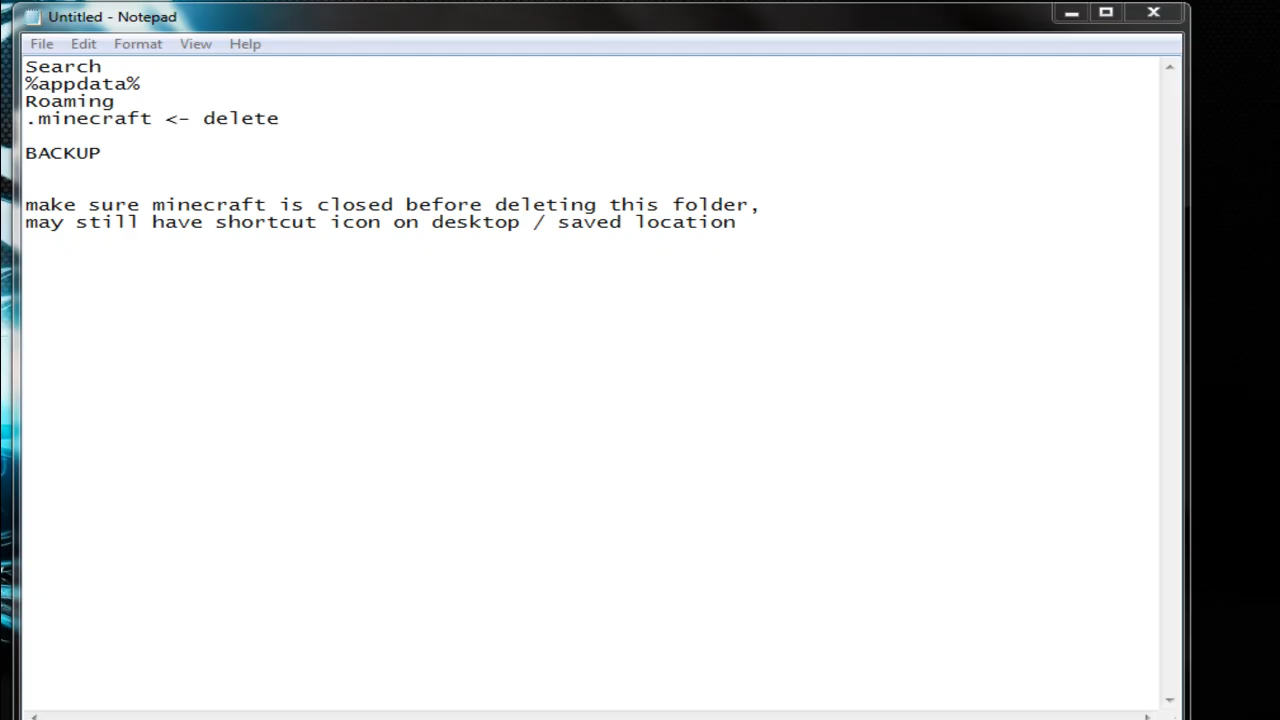 Untitled - Notepad
File Edit Format View Help
Search
%appdata%
Roaming
.minecraft <- delete
BACKUP
make sure minecraft is closed before deleting this folder,
may still have shortcut icon on desktop / saved location